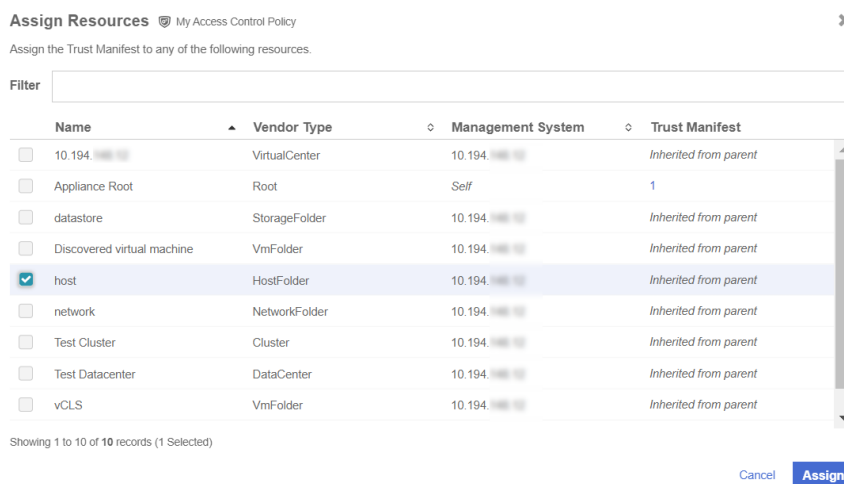 Assign Resources My Access Control Policy
Assign the Trust Manifest to any of the following resources.
Filter
Name Vendor Type Management System Trust Manifest
10.194. VirtualCenter 10.194. Inherited from parent
Appliance Root Root Self 1
datastore StorageFolder 10.194. Inherited from parent
Discovered virtual machine VmFolder 10.194. Inherited from parent
host HostFolder 10.194. Inherited from parent
network NetworkFolder 10.194. Inherited from parent
Test Cluster Cluster 10.194. Inherited from parent
Test Datacenter DataCenter 10.194. Inherited from parent
vCLS VmFolder 10.194. Inherited from parent
Showing 1 to 10 of 10 records (1 Selected)
Cancel Assign